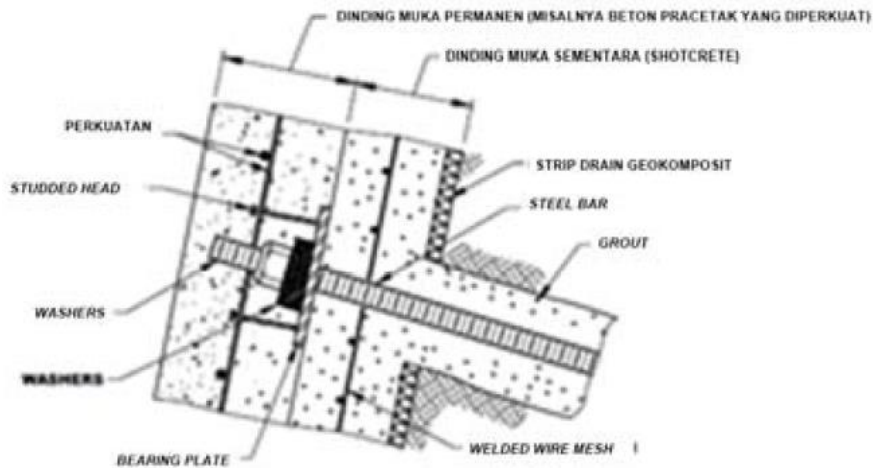 DINDING MUKA PERMANEN (MISALNYA BETON PRACETAK YANG DIPERKUAT)
DINDING MUKA SEMENTARA (SHOTCRETE)
PERKUATAN
STRIP DRAIN GEOKOMPOSIT
STUDDED HEAD
STEEL BAR
GROUT
WASHERS
WASHERS
WELDED WIRE MESH
BEARING PLATE